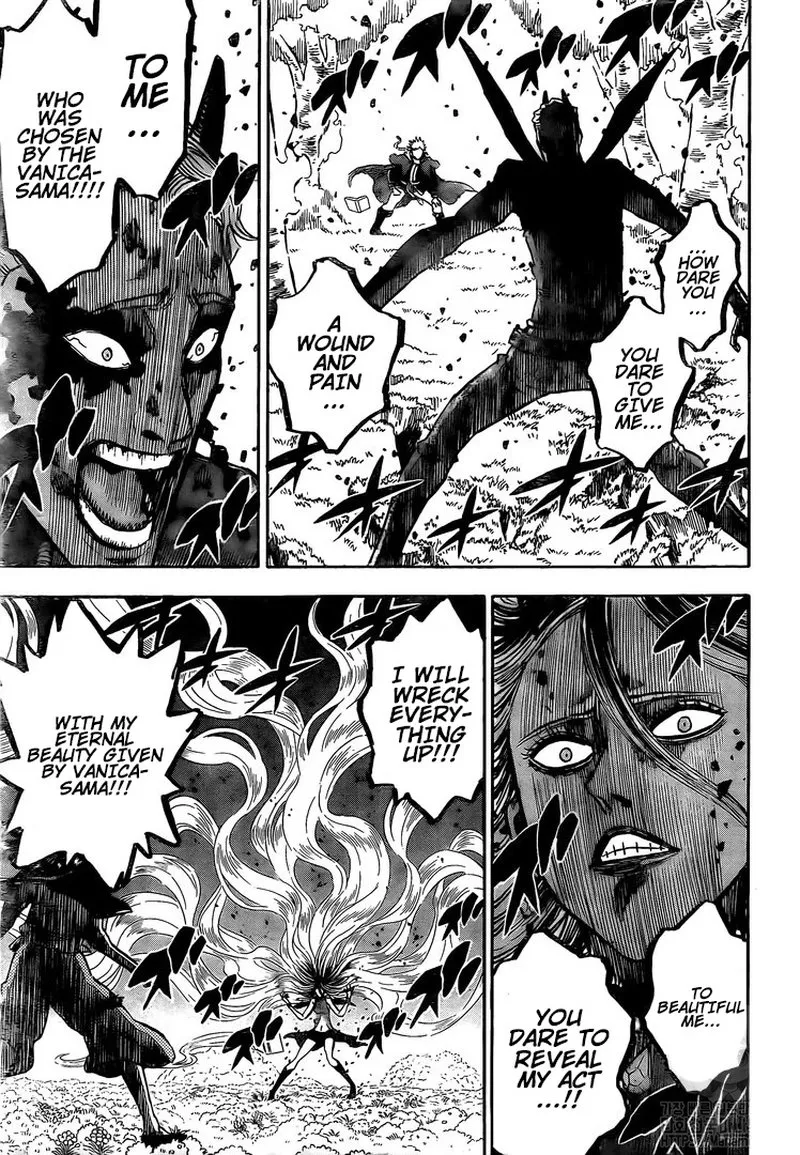 ...
HOW
DARE
YOU
...
YOU
DARE
TO
GIVE
ME...
A
WOUND
AND
PAIN
...
TO
ME
...
WHO
WAS
CHOSEN
BY THE
VANICA-
SAMA!!!!
TO
BEAUTIFUL
ME...
YOU
DARE TO
REVEAL
MY ACT
...!!
I WILL
WRECK
EVERY-
THING
UP!!!
WITH MY
ETERNAL
BEAUTY GIVEN
BY VANICA-
SAMA!!!